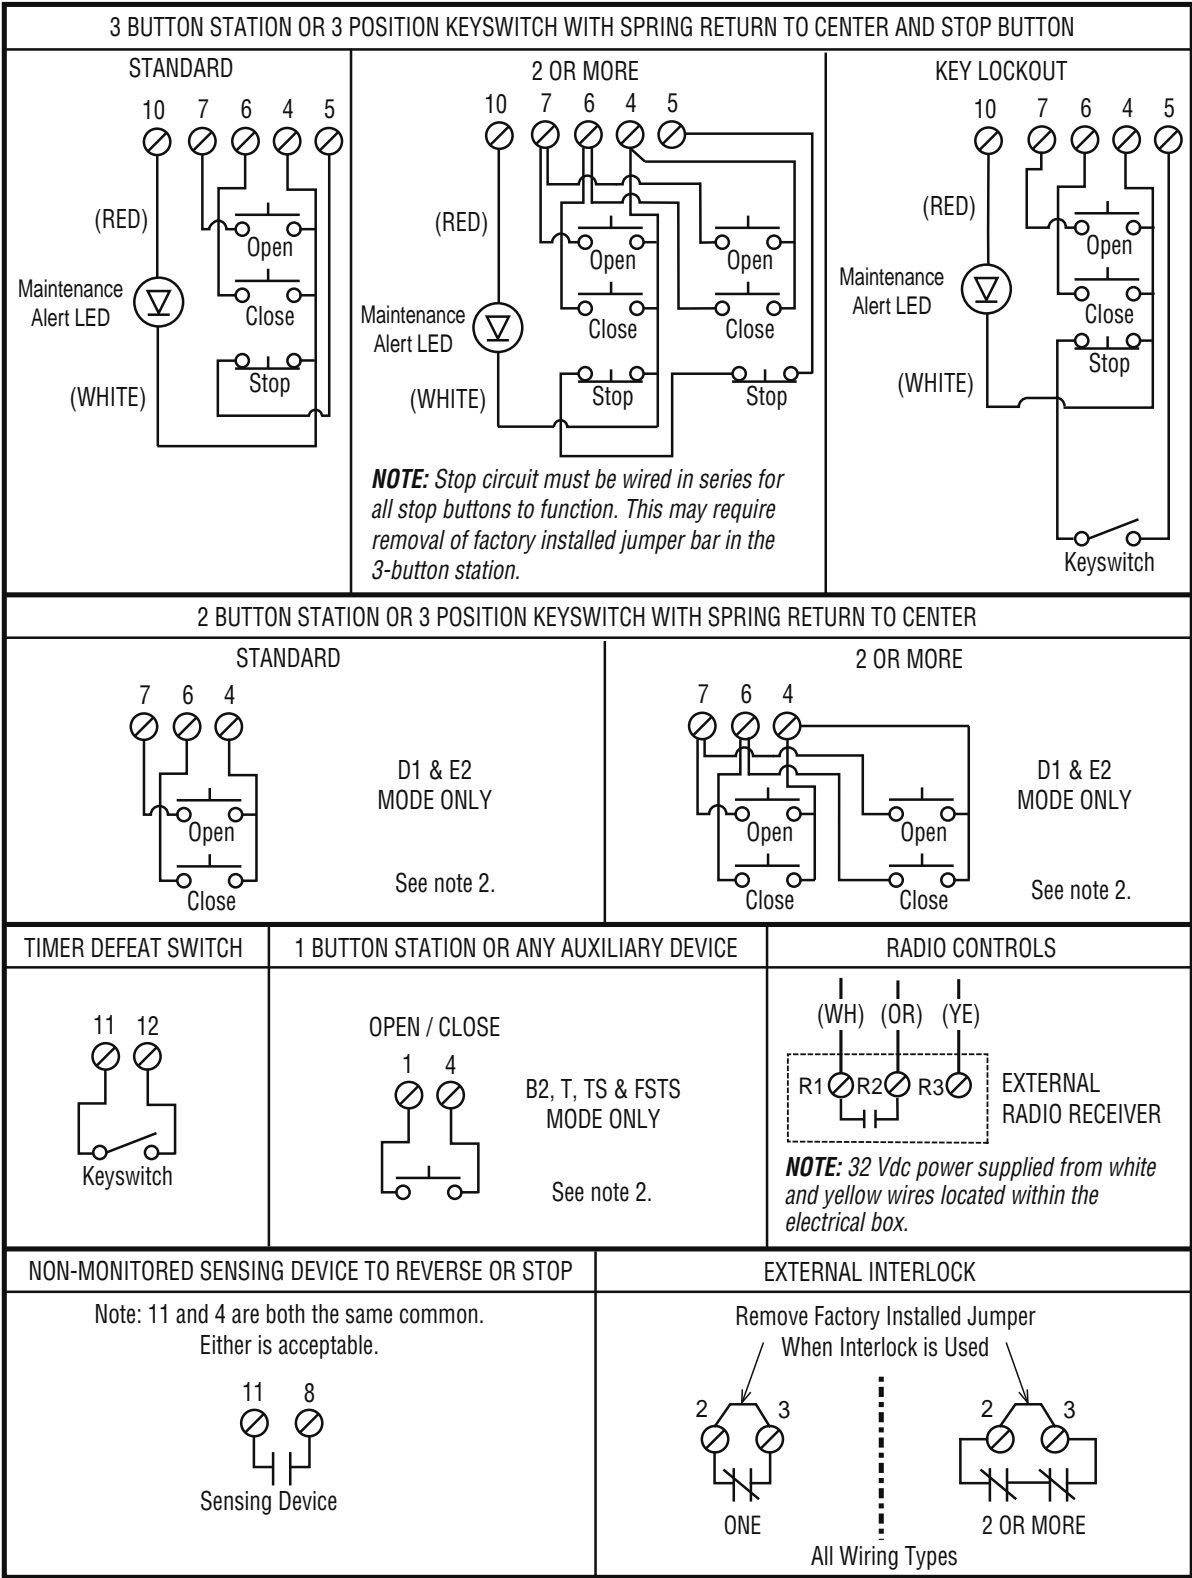 3 BUTTON STATION OR 3 POSITION KEYSWITCH WITH SPRING RETURN TO CENTER AND STOP BUTTON
STANDARD
10 7 6 4 5
(RED)
Open
Maintenance
Alert LED
Close
Stop
(WHITE)
2 OR MORE
10 7 6 4 5
(RED)
Open Open
Maintenance
Alert LED
Close Close
(WHITE)
Stop Stop
NOTE: Stop circuit must be wired in series for
all stop buttons to function. This may require
removal of factory installed jumper bar in the
3-button station.
KEY LOCKOUT
10 7 6 4 5
(RED)
Open
Maintenance
Alert LED
Close
Stop
(WHITE)
Keyswitch
2 BUTTON STATION OR 3 POSITION KEYSWITCH WITH SPRING RETURN TO CENTER
STANDARD
7 6 4
D1 & E2
MODE ONLY
Open
See note 2.
Close
2 OR MORE
7 6 4
D1 & E2
MODE ONLY
Open Open
See note 2.
Close Close
TIMER DEFEAT SWITCH
11 12
Keyswitch
1 BUTTON STATION OR ANY AUXILIARY DEVICE
OPEN / CLOSE
1 4
B2, T, TS & FSTS
MODE ONLY
See note 2.
RADIO CONTROLS
(WH) (OR) (YE)
R1 R2 R3
EXTERNAL
RADIO RECEIVER
NOTE: 32 Vdc power supplied from white
and yellow wires located within the
electrical box.
NON-MONITORED SENSING DEVICE TO REVERSE OR STOP
Note: 11 and 4 are both the same common.
Either is acceptable.
11 8
Sensing Device
EXTERNAL INTERLOCK
Remove Factory Installed Jumper
When Interlock is Used
2 3 2 3
ONE 2 OR MORE
All Wiring Types